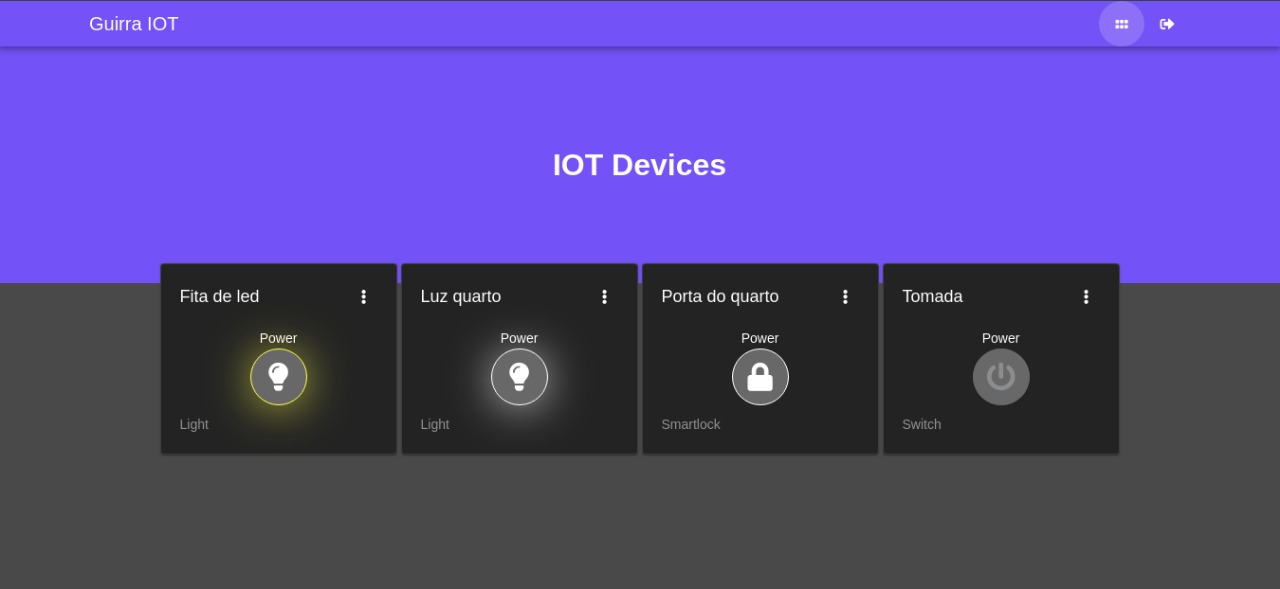 Guirra IOT
IOT Devices
Fita de led
Power
Light
Luz quarto
Power
Light
Porta do quarto
Power
Smartlock
Tomada
Power
Switch